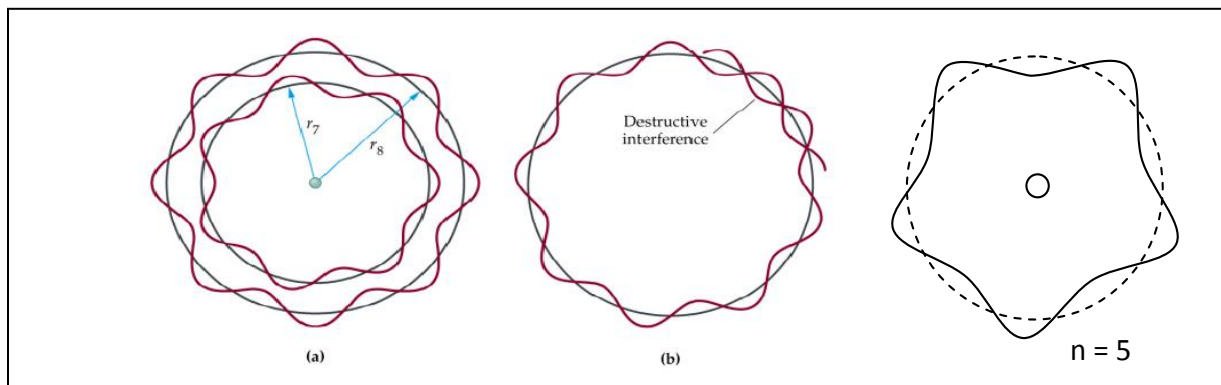 r7
r8
(a)
Destructive
interference
(b)
n = 5